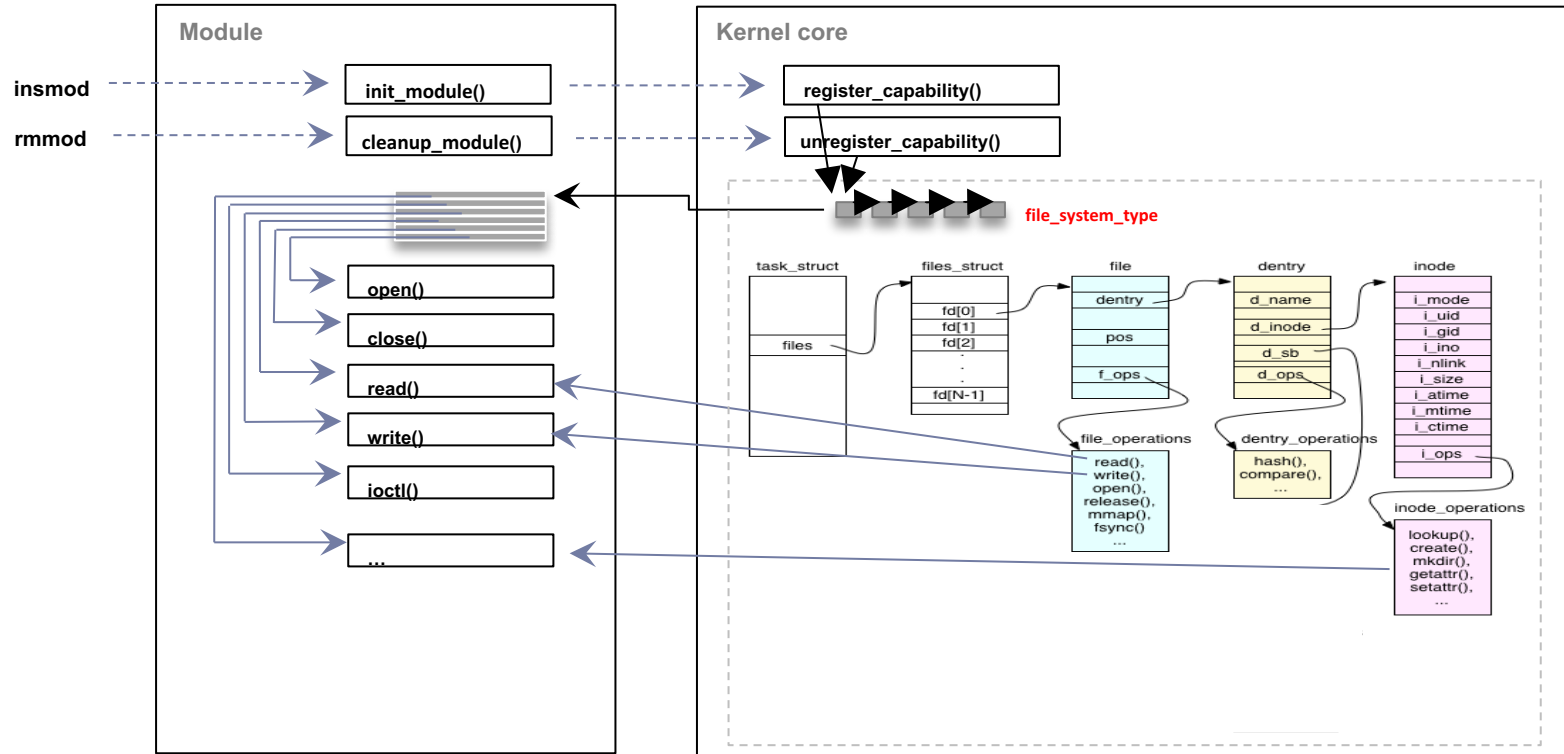 Module
Kernel core
insmod
init_module()
register_capability()
rmmod
cleanup_module()
unregister_capability()
file_system_type
open()
close()
read()
write()
ioctl()
...
task_struct
files
files_struct
fd[0]
fd[1]
fd[2]
.
.
.
fd[N-1]
file
dentry
pos
f_ops
dentry
d_name
d_inode
d_sb
d_ops
inode
i_mode
i_uid
i_gid
i_ino
i_nlink
i_size
i_atime
i_mtime
i_ctime
i_ops
file_operations
read(),
write(),
open(),
release(),
mmap(),
fsync()
...
dentry_operations
hash(),
compare(),
...
inode_operations
lookup(),
create(),
mkdir(),
getattr(),
setattr(),
...